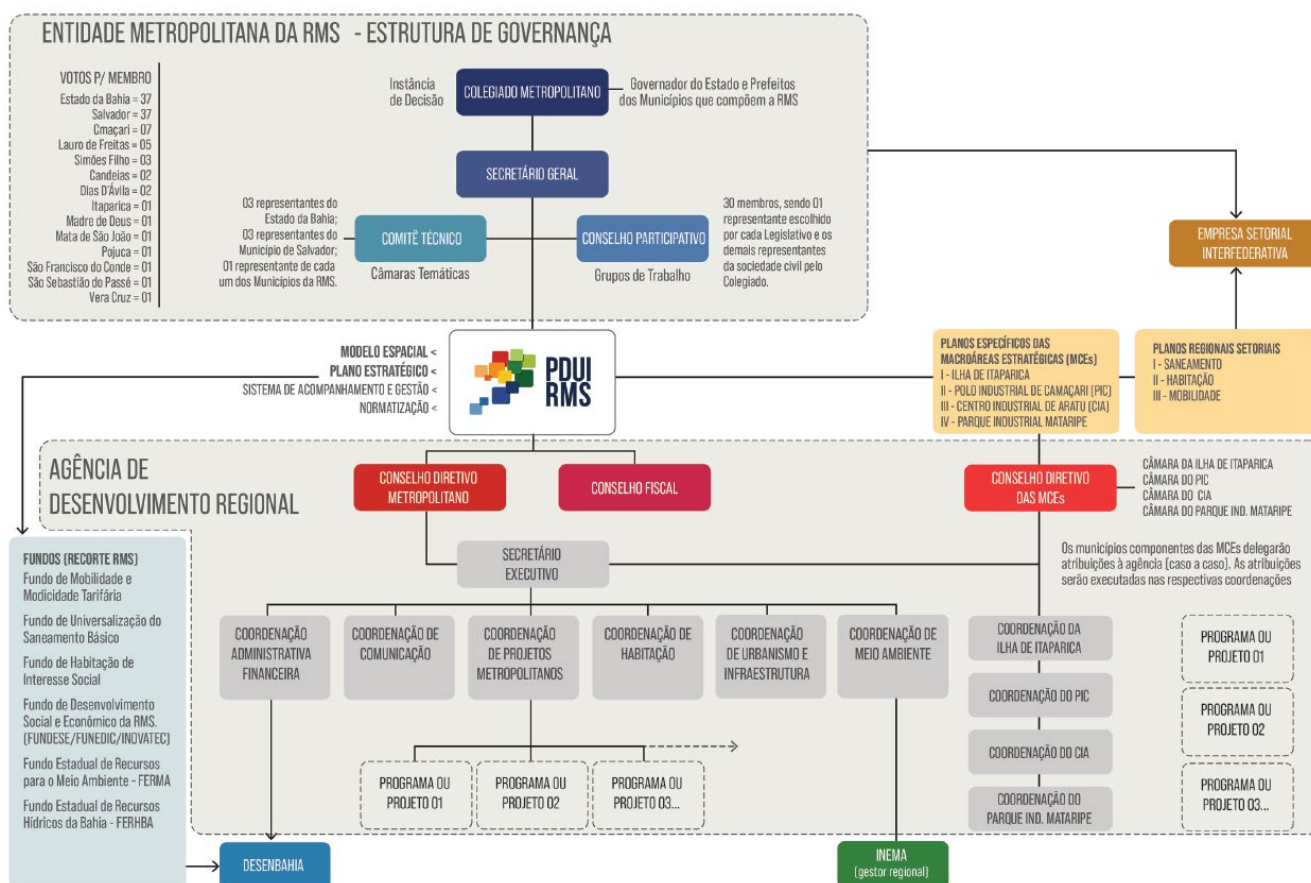 ENTIDADE METROPOLITANA DA RMS - ESTRUTURA DE GOVERNANÇA
VOTOS P/ MEMBRO
Estado da Bahia = 37
Salvador = 37
Cmaçari = 07
Lauro de Freitas = 05
Simões Filho = 03
Candeias = 02
Dias D'Ávila = 02
Itaparica = 01
Madre de Deus = 01
Mata de São João = 01
Pojuca = 01
São Francisco do Conde = 01
São Sebastião do Passé = 01
Vera Cruz = 01
Instância
de Decisão
COLEGIADO METROPOLITANO
Governador do Estado e Prefeitos
dos Municípios que compõem a RMS
SECRETÁRIO GERAL
03 representantes do
Estado da Bahia;
03 representantes do
Município de Salvador;
01 representante de cada
um dos Municípios da RMS.
COMITÊ TÉCNICO
Câmaras Temáticas
CONSELHO PARTICIPATIVO
Grupos de Trabalho
30 membros, sendo 01
representante escolhido
por cada Legislativo e os
demais representantes
da sociedade civil pelo
Colegiado.
EMPRESA SETORIAL
INTERFEDERATIVA
MODELO ESPACIAL <
PLANO ESTRATÉGICO <
SISTEMA DE ACOMPANHAMENTO E GESTÃO <
NORMATIZAÇÃO <
PDUI
RMS
PLANOS ESPECÍFICOS DAS
MACROÁREAS ESTRATÉGICAS (MCEs)
I - ILHA DE ITAPARICA
II - POLO INDUSTRIAL DE CAMAÇARI (PIC)
III - CENTRO INDUSTRIAL DE ARATU (CIA)
IV - PARQUE INDUSTRIAL MATARIPE
PLANOS REGIONAIS SETORIAIS
I - SANEAMENTO
II - HABITAÇÃO
III - MOBILIDADE
AGÊNCIA DE
DESENVOLVIMENTO REGIONAL
CONSELHO DIRETIVO
METROPOLITANO
CONSELHO FISCAL
CONSELHO DIRETIVO
DAS MCEs
CÂMARA DA ILHA DE ITAPARICA
CÂMARA DO PIC
CÂMARA DO CIA
CÂMARA DO PARQUE IND. MATARIPE
FUNDOS (RECORTE RMS)
Fundo de Mobilidade e
Modicidade Tarifária
Fundo de Universalização do
Saneamento Básico
Fundo de Habitação de
Interesse Social
Fundo de Desenvolvimento
Social e Econômico da RMS.
(FUNDESE/FUNEDIC/INOVATEC)
Fundo Estadual de Recursos
para o Meio Ambiente - FERMA
Fundo Estadual de Recursos
Hídricos da Bahia - FERHBA
SECRETÁRIO
EXECUTIVO
Os municípios componentes das MCEs delegarão
atribuições à agência (caso a caso). As atribuições
serão executadas nas respectivas coordenações
COORDENAÇÃO
ADMINISTRATIVA
FINANCEIRA
COORDENAÇÃO DE
COMUNICAÇÃO
COORDENAÇÃO
DE PROJETOS
METROPOLITANOS
COORDENAÇÃO DE
HABITAÇÃO
COORDENAÇÃO
DE URBANISMO E
INFRAESTRUTURA
COORDENAÇÃO DE
MEIO AMBIENTE
COORDENAÇÃO DA
ILHA DE ITAPARICA
COORDENAÇÃO DO PIC
COORDENAÇÃO DO CIA
COORDENAÇÃO DO
PARQUE IND. MATARIPE
PROGRAMA OU
PROJETO 01
PROGRAMA OU
PROJETO 02
PROGRAMA OU
PROJETO 03...
PROGRAMA OU
PROJETO 01
PROGRAMA OU
PROJETO 02
PROGRAMA OU
PROJETO 03...
DESENBAHIA
INEMA
(gestor regional)